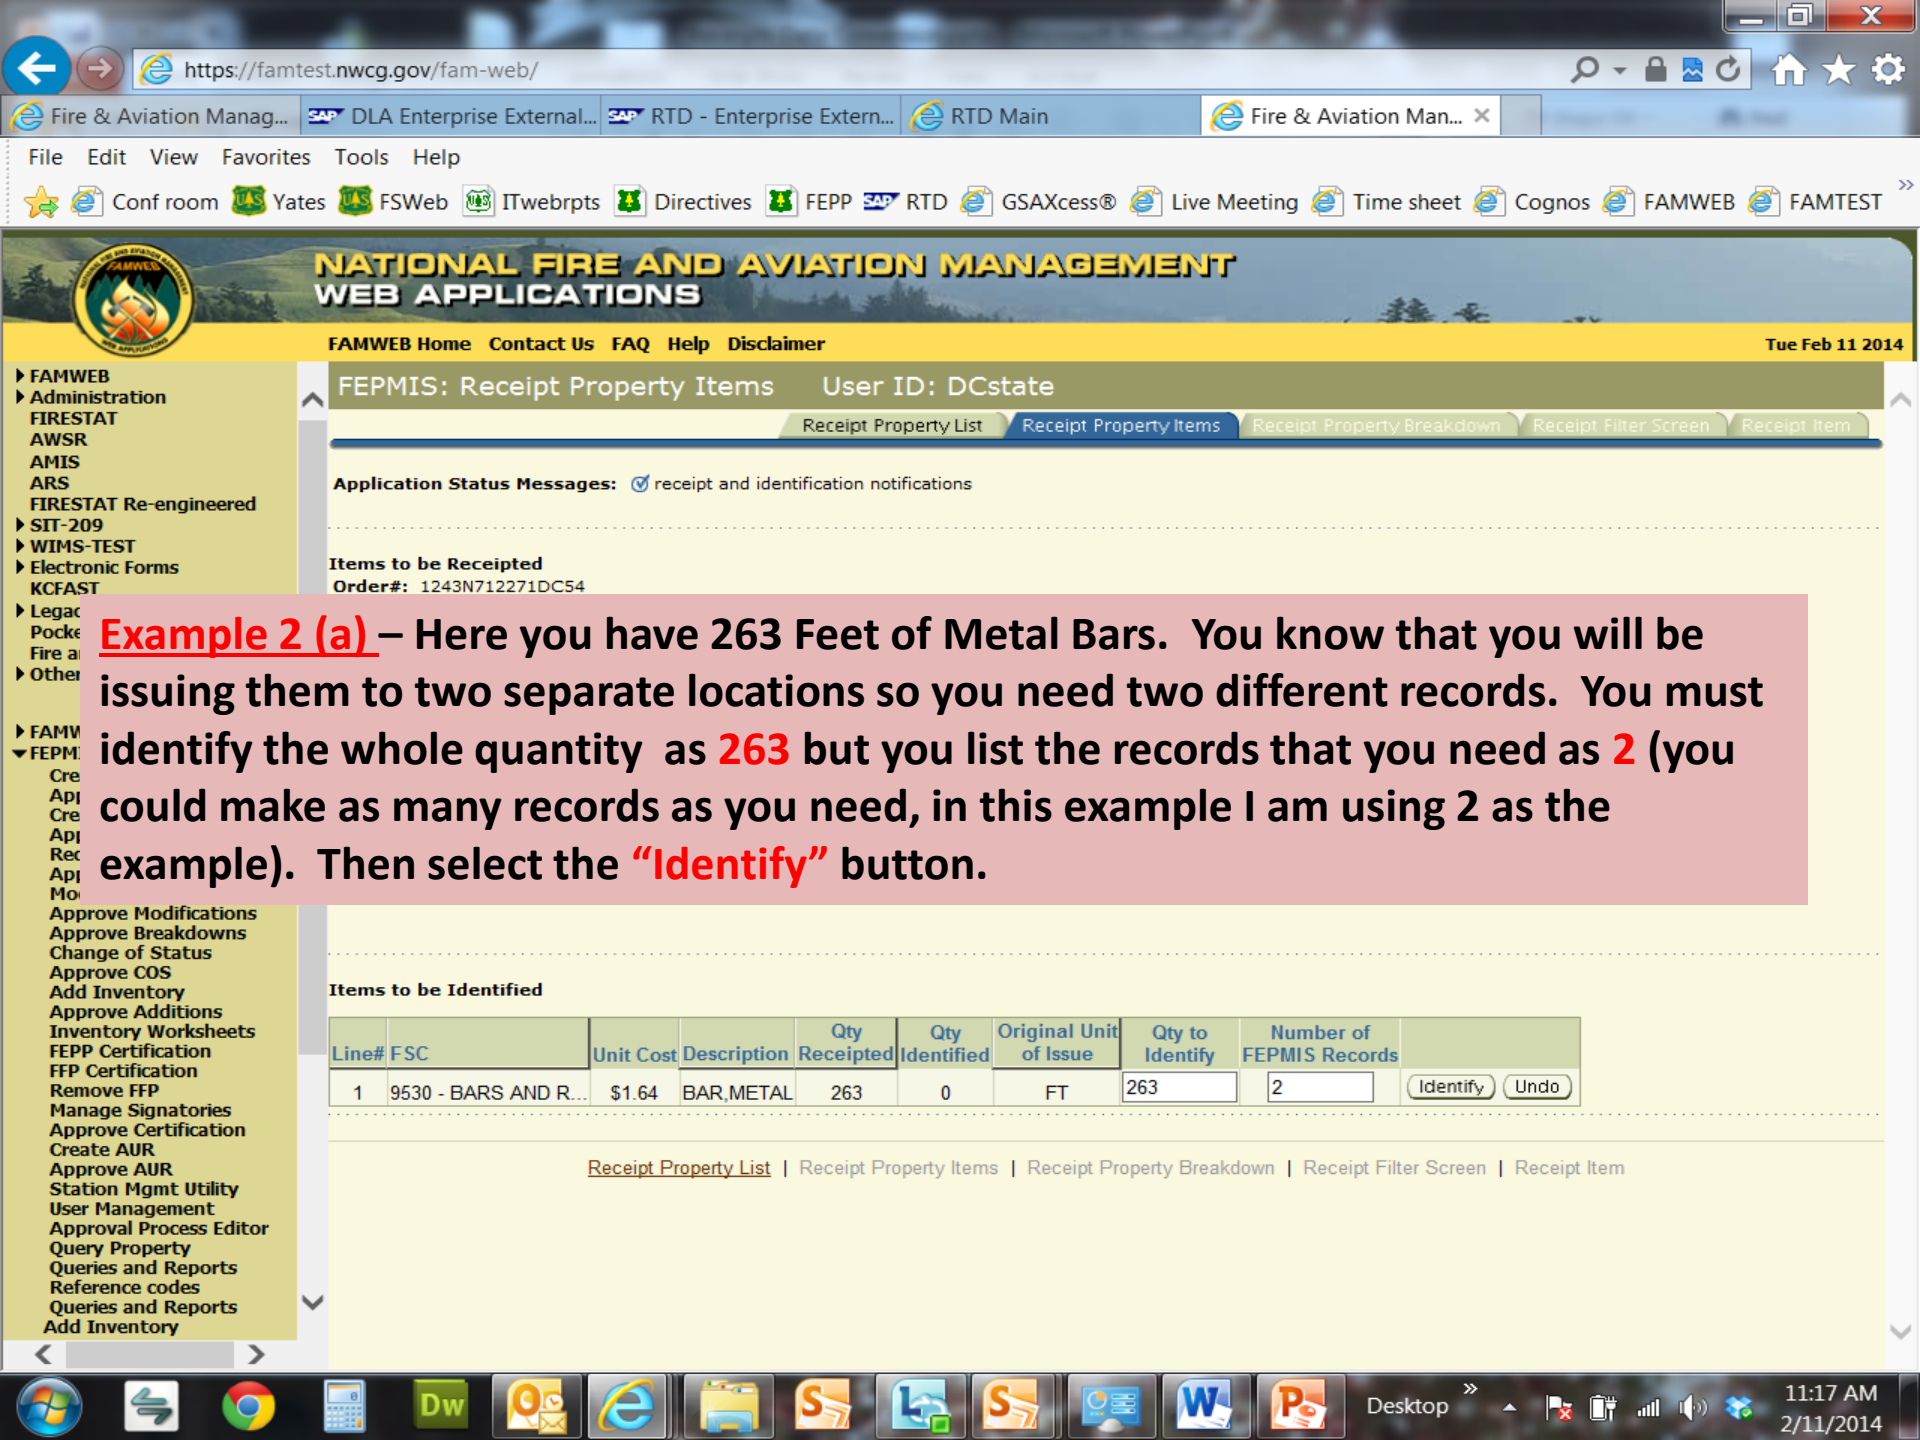 https://famtest.nwcg.gov/fam-web/
Fire & Aviation Manag...
SAP DLA Enterprise External...
SAP RTD - Enterprise Extern...
RTD Main
Fire & Aviation Man...
File Edit View Favorites Tools Help
Conf room UAS Yates UAS FSWeb ITwebrpts Directives FEPP SAP RTD GSAXcess® Live Meeting Time sheet Cognos FAMWEB FAMTEST
NATIONAL FIRE AND AVIATION MANAGEMENT
WEB APPLICATIONS
FAMWEB Home Contact Us FAQ Help Disclaimer
Tue Feb 11 2014
FAMWEB
Administration
FIRESTAT
AWSR
AMIS
ARS
FIRESTAT Re-engineered
SIT-209
WIMS-TEST
Electronic Forms
KCFAST
FEPMIS: Receipt Property Items User ID: DCstate
Receipt Property List Receipt Property Items Receipt Property Breakdown Receipt Filter Screen Receipt Item
Application Status Messages: receipt and identification notifications
Items to be Receipted
Order#: 1243N712271DC54
Example 2 (a) – Here you have 263 Feet of Metal Bars. You know that you will be
issuing them to two separate locations so you need two different records. You must
identify the whole quantity as 263 but you list the records that you need as 2 (you
could make as many records as you need, in this example I am using 2 as the
example). Then select the “Identify” button.
Approve Modifications
Approve Breakdowns
Change of Status
Approve COS
Add Inventory
Approve Additions
Inventory Worksheets
FEPP Certification
FFP Certification
Remove FFP
Manage Signatories
Approve Certification
Create AUR
Approve AUR
Station Mgmt Utility
User Management
Approval Process Editor
Query Property
Queries and Reports
Reference codes
Queries and Reports
Add Inventory
Items to be Identified
Line# FSC Unit Cost Description Qty Receipted Qty Identified Original Unit of Issue Qty to Identify Number of FEPMIS Records
1 9530 - BARS AND R... $1.64 BAR,METAL 263 0 FT 263 2 Identify Undo
Receipt Property List | Receipt Property Items | Receipt Property Breakdown | Receipt Filter Screen | Receipt Item
Dw
Desktop
11:17 AM
2/11/2014